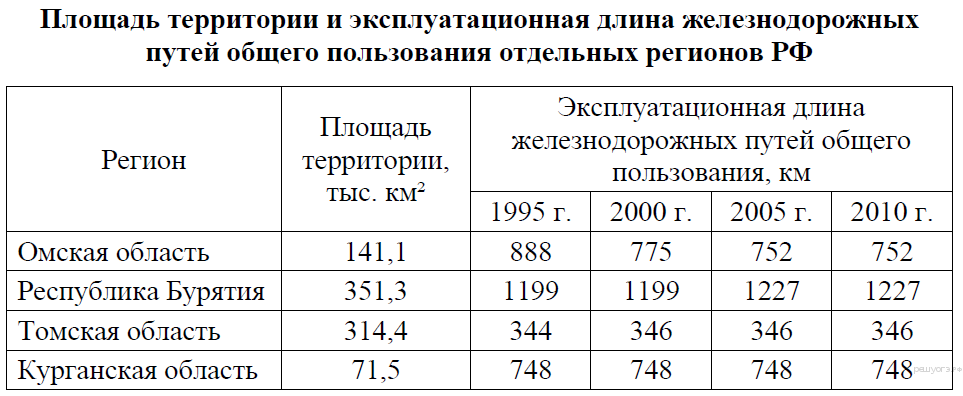 Площадь территории и эксплуатационная длина железнодорожных
путей общего пользования отдельных регионов РФ
Регион
Площадь
территории,
тыс. км²
Эксплуатационная длина
железнодорожных путей общего
пользования, км
1995 г. 2000 г. 2005 г. 2010 г.
Омская область 141,1 888 775 752 752
Республика Бурятия 351,3 1199 1199 1227 1227
Томская область 314,4 344 346 346 346
Курганская область 71,5 748 748 748 748
решуогэ.рф